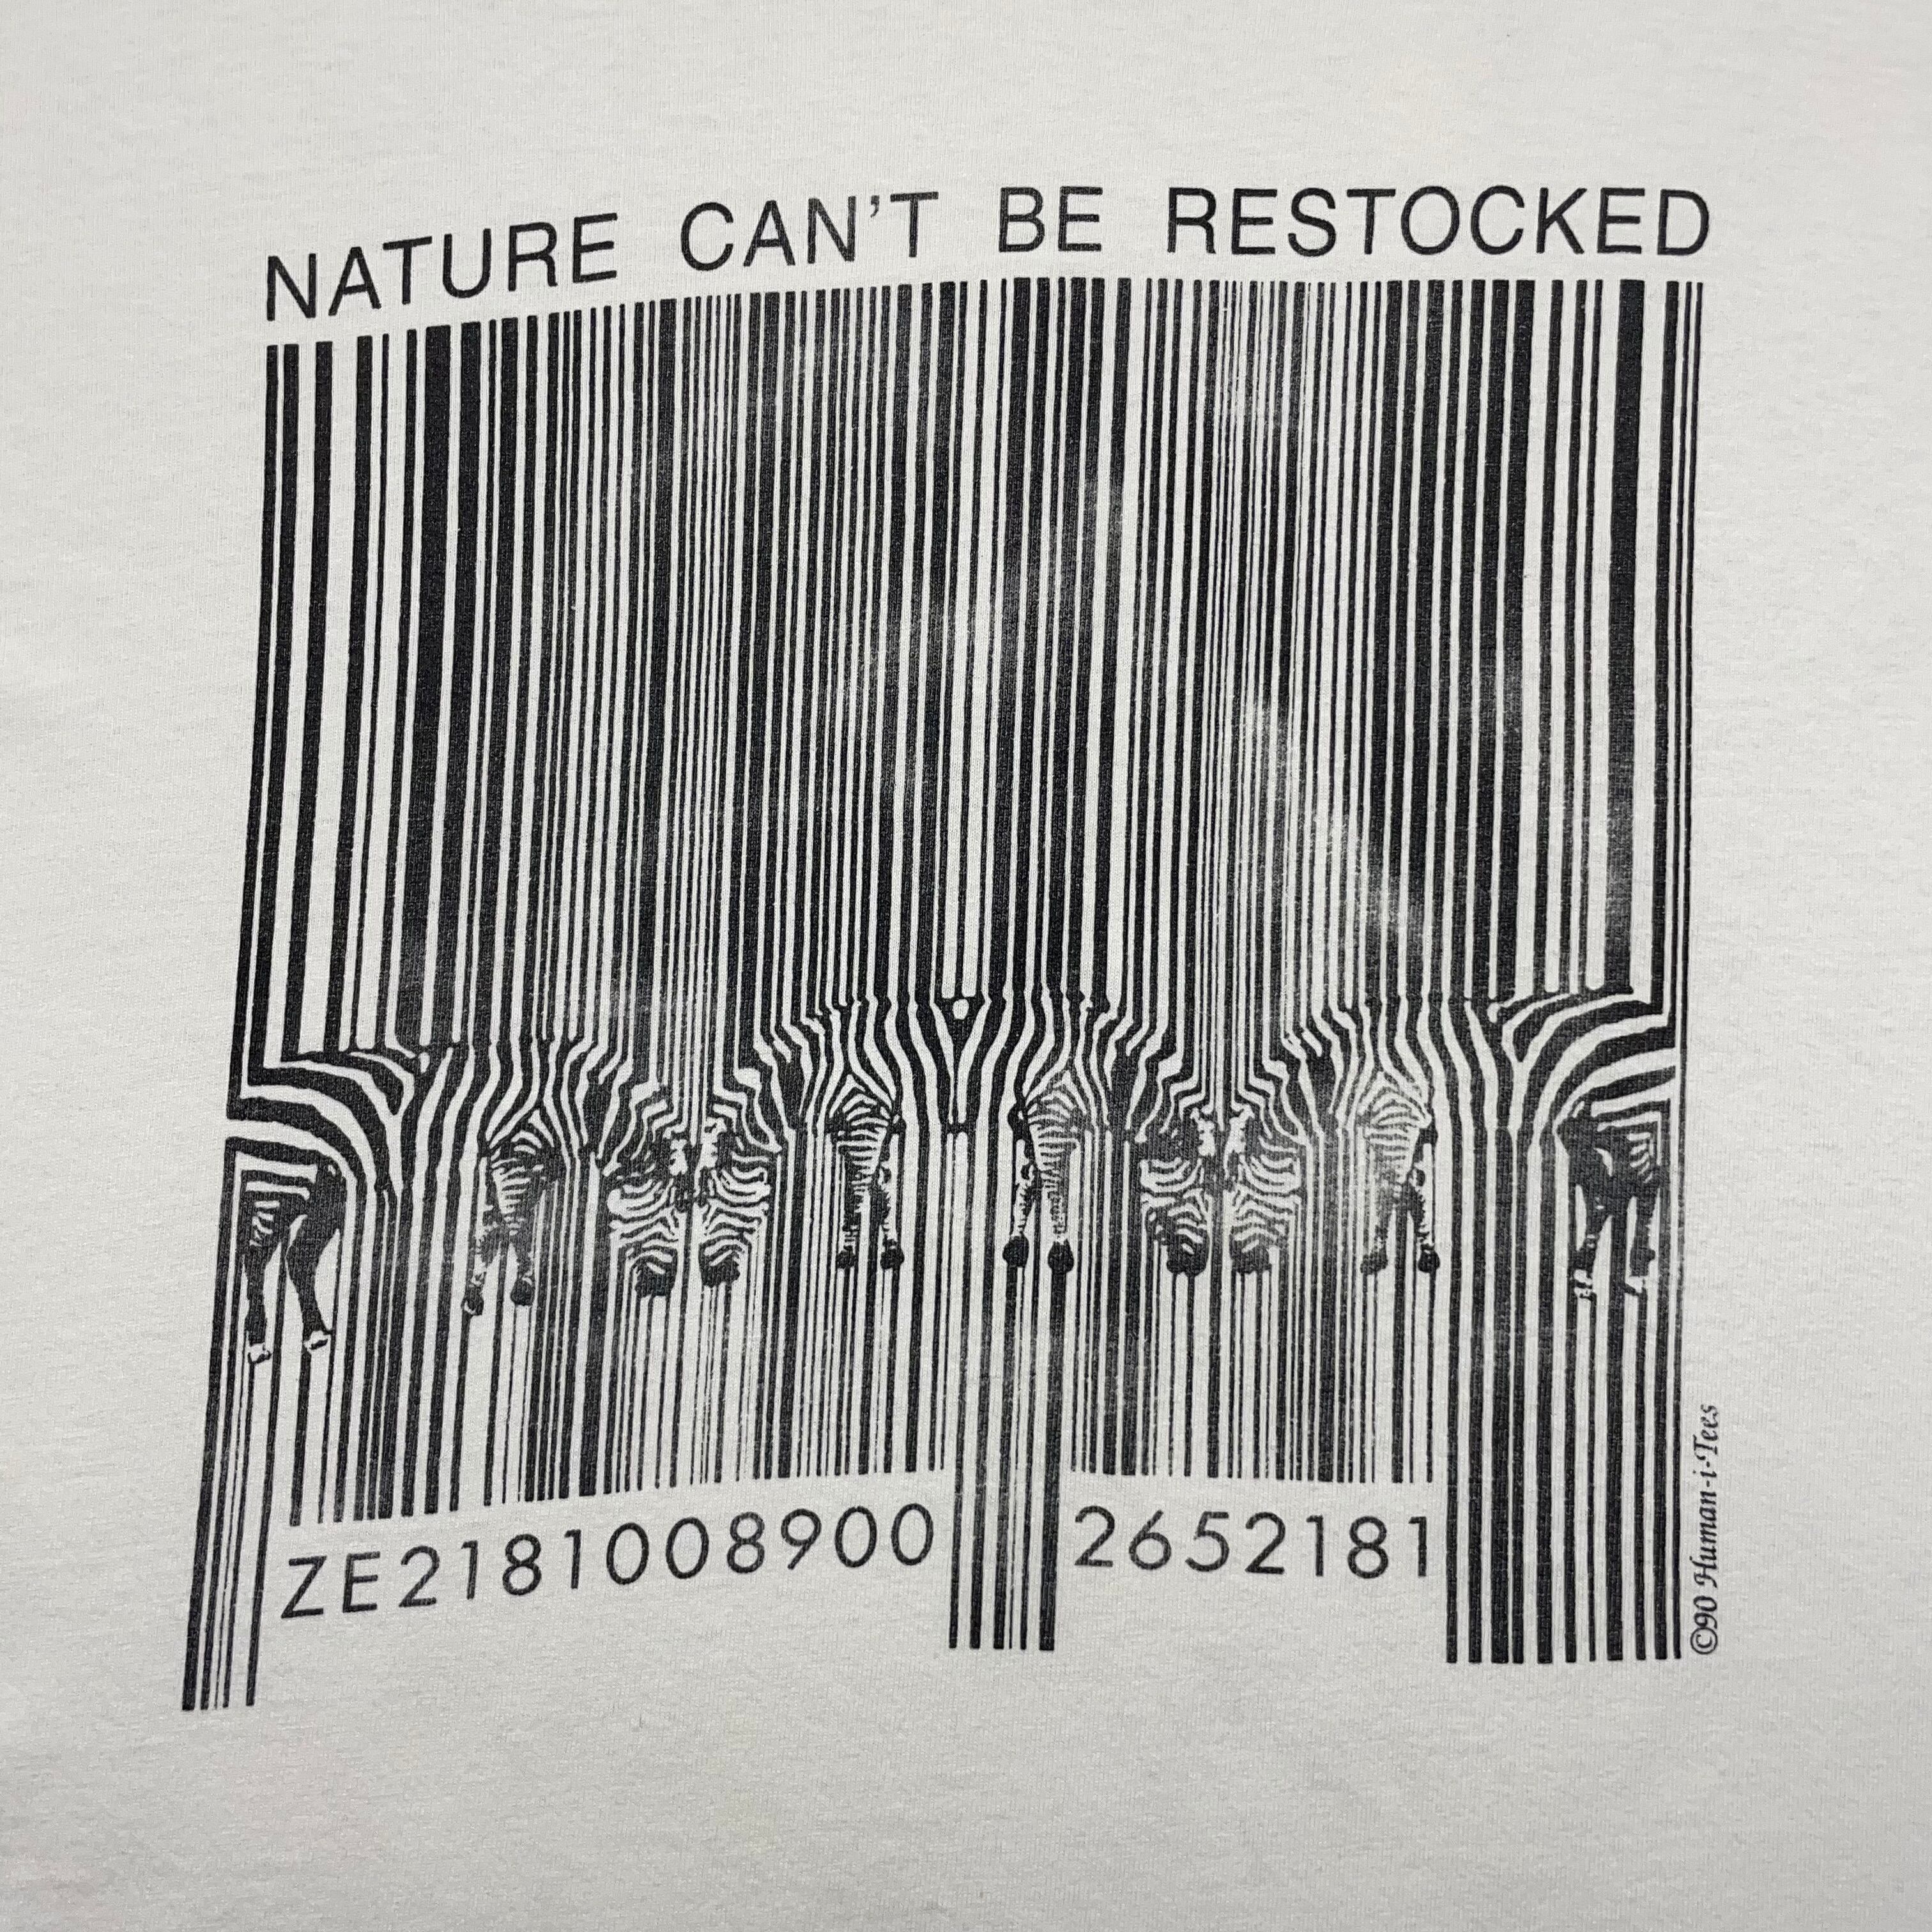 NATURE CAN'T BE RESTOCKED
ZE2181008900 2652181
©90 Human-i-Tees